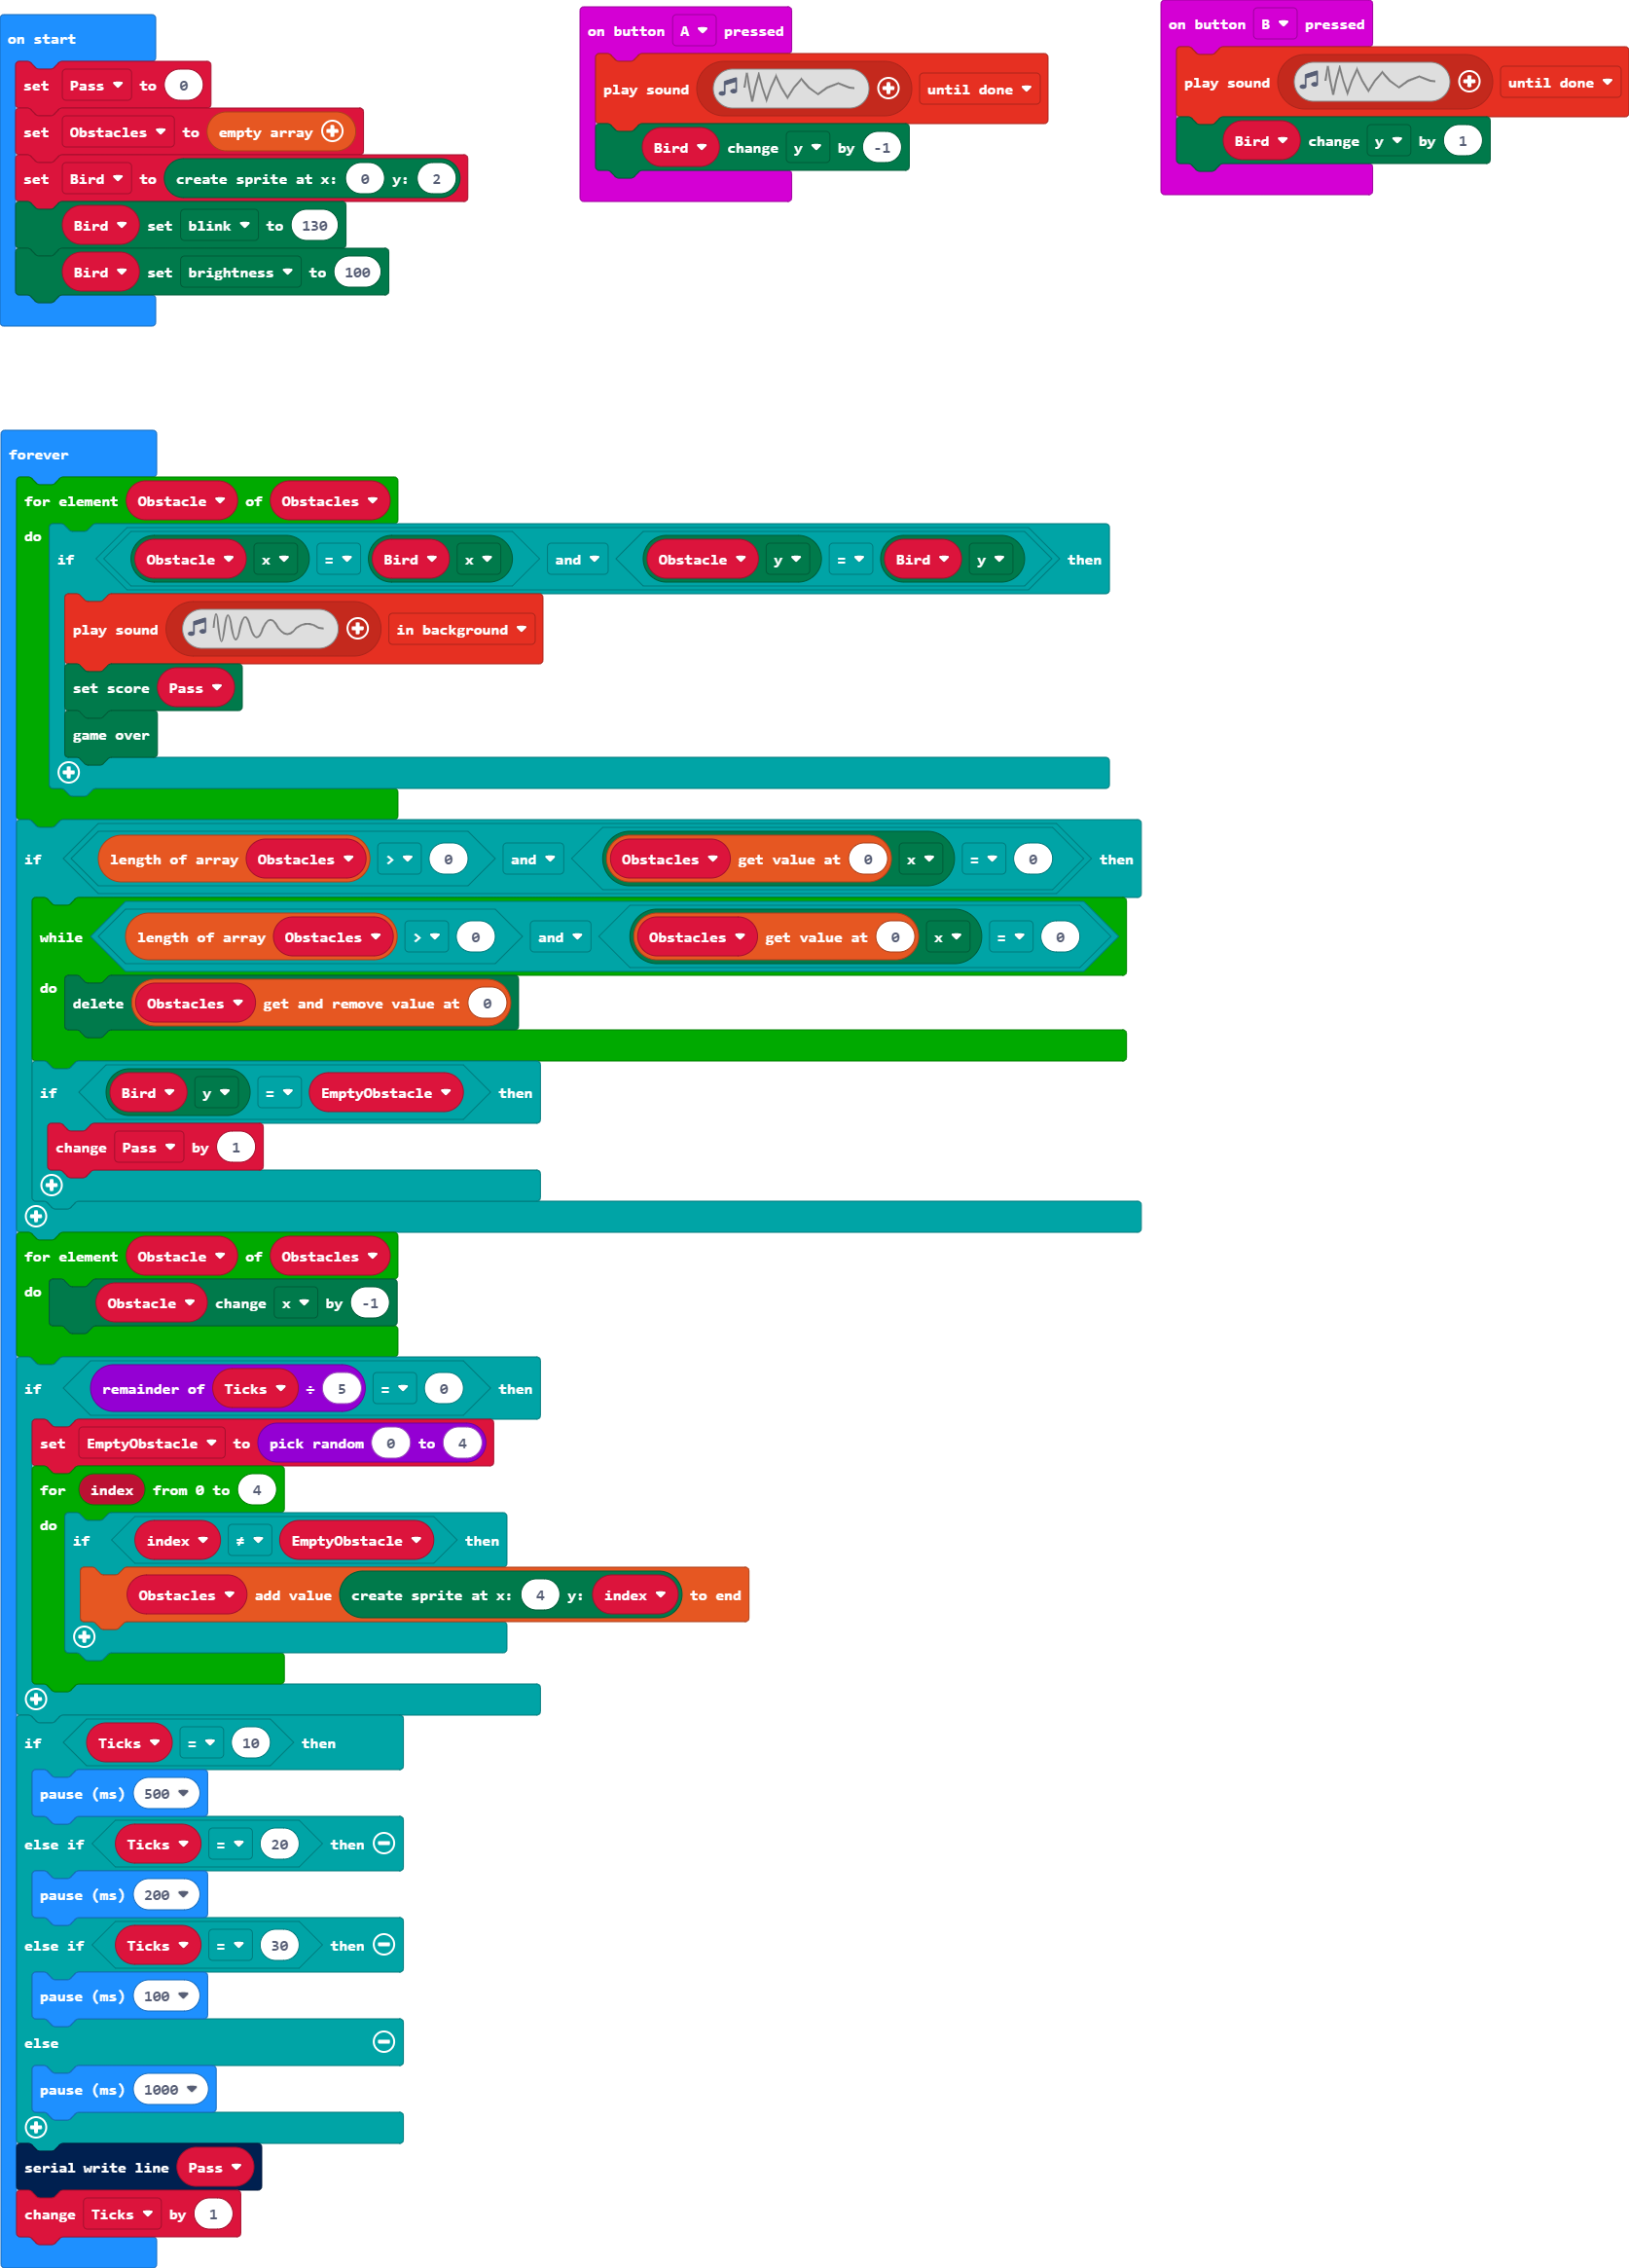 on start
set Pass to 0
set Obstacles to empty array
set Bird to create sprite at x: 0 y: 2
Bird set blink to 130
Bird set brightness to 100
on button A pressed
play sound until done
Bird change y by -1
on button B pressed
play sound until done
Bird change y by 1
forever
for element Obstacle of Obstacles
do
if Obstacle x = Bird x and Obstacle y = Bird y then
play sound in background
set score Pass
game over
if length of array Obstacles > 0 and Obstacles get value at 0 x = 0 then
while length of array Obstacles > 0 and Obstacles get value at 0 x = 0
do
delete Obstacles get and remove value at 0
if Bird y = EmptyObstacle then
change Pass by 1
for element Obstacle of Obstacles
do
Obstacle change x by -1
if remainder of Ticks ÷ 5 = 0 then
set EmptyObstacle to pick random 0 to 4
for index from 0 to 4
do
if index ≠ EmptyObstacle then
Obstacles add value create sprite at x: 4 y: index to end
if Ticks = 10 then
pause (ms) 500
else if Ticks = 20 then
pause (ms) 200
else if Ticks = 30 then
pause (ms) 100
else
pause (ms) 1000
serial write line Pass
change Ticks by 1